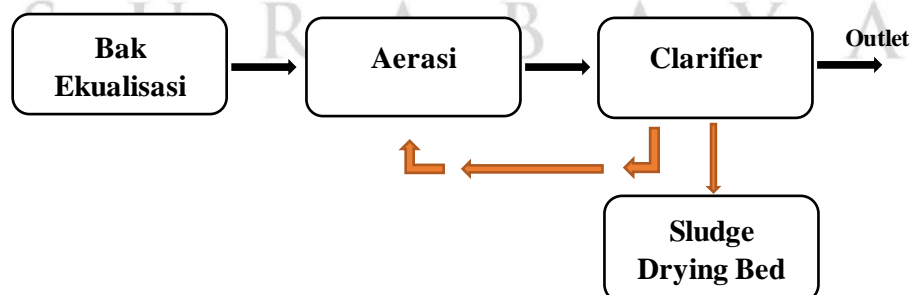 S U R A B A Y A
Bak
Ekualisasi
Aerasi
Clarifier
Outlet
Sludge
Drying Bed